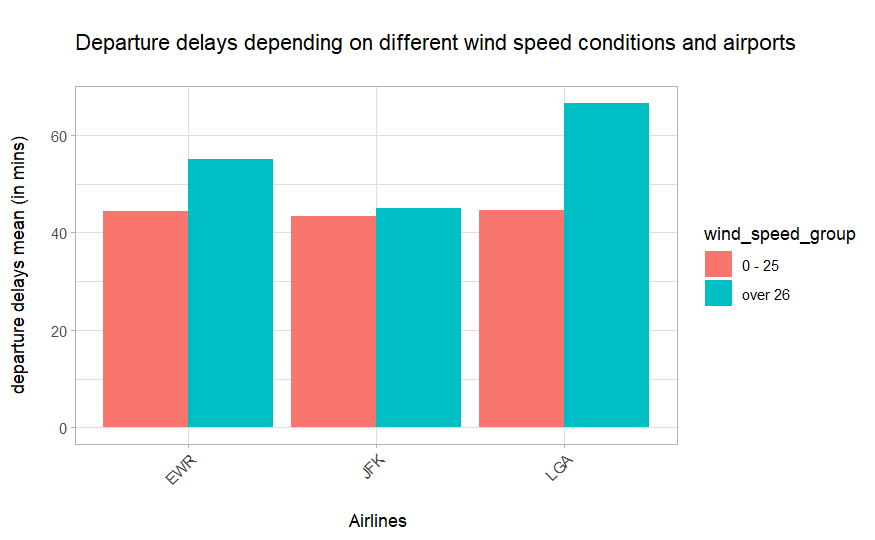 Departure delays depending on different wind speed conditions and airports
departure delays mean (in mins)
60
40
20
0
EWR
JFK
LGA
Airlines
wind_speed_group
0 - 25
over 26